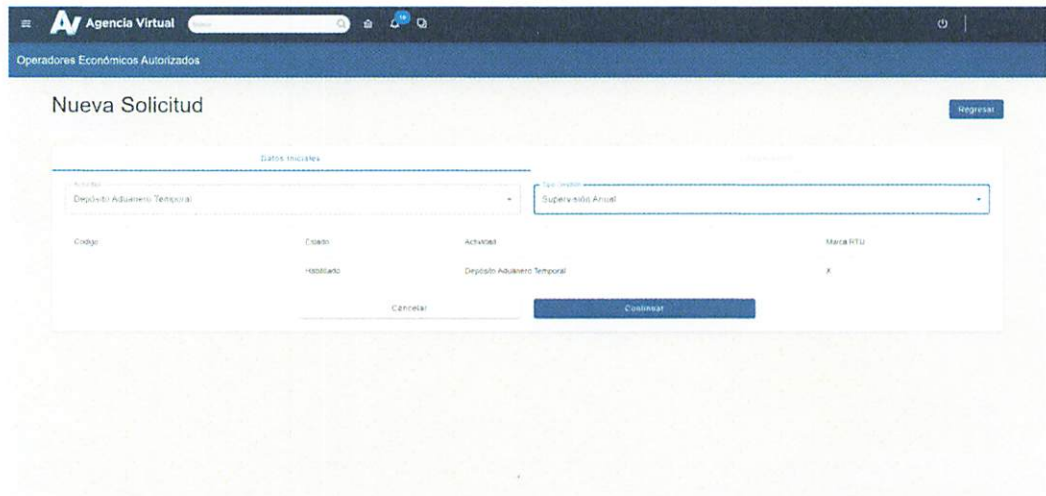 Agencia Virtual
Operadores Económicos Autorizados
Nueva Solicitud
Regresar
Datos Iniciales
Actividad
Depósito Aduanero Temporal
Supervisión Anual
Código Estado Actividad Marca RTU
Habilitado Depósito Aduanero Temporal X
Cancelar Continuar